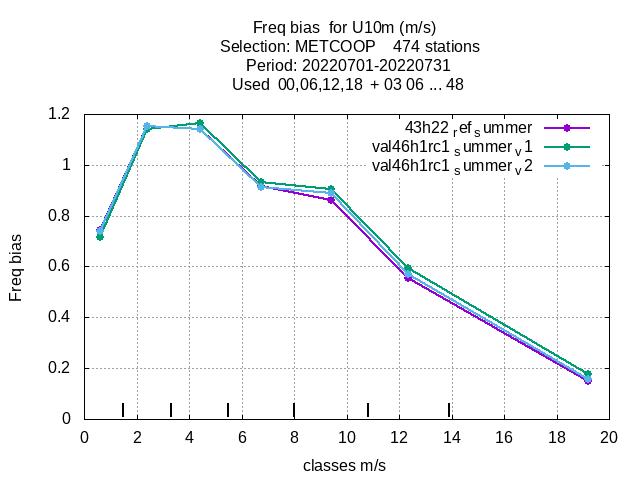 Freq bias  for U10m (m/s)
Selection: METCOOP    474 stations
Period: 20220701-20220731
Used  00,06,12,18  + 03 06 ... 48
1.2
1
0.8
0.6
0.4
0.2
0
Freq bias
43h22 ref summer
val46h1rc1 summer v1
val46h1rc1 summer v2
0 2 4 6 8 10 12 14 16 18 20
classes m/s